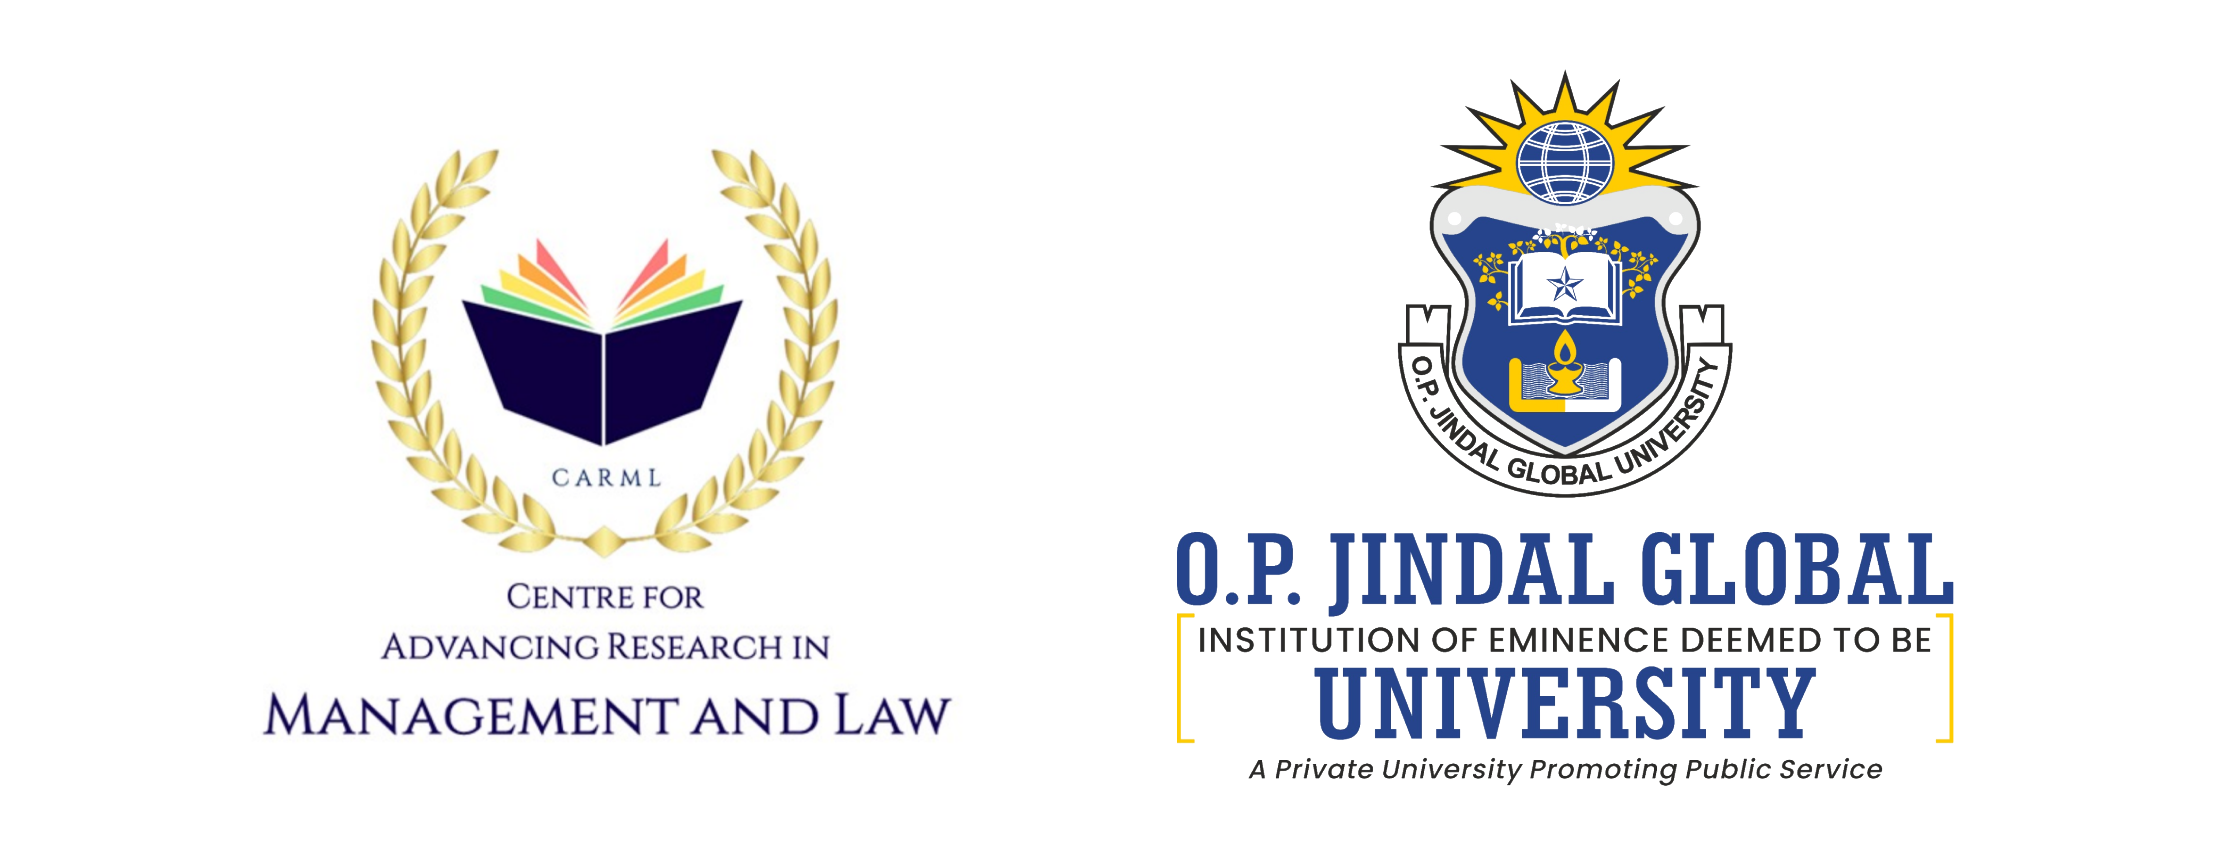 CARML
CENTRE FOR
ADVANCING RESEARCH IN
MANAGEMENT AND LAW
O.P. JINDAL GLOBAL UNIVERSITY
O.P. JINDAL GLOBAL
INSTITUTION OF EMINENCE DEEMED TO BE
UNIVERSITY
A Private University Promoting Public Service